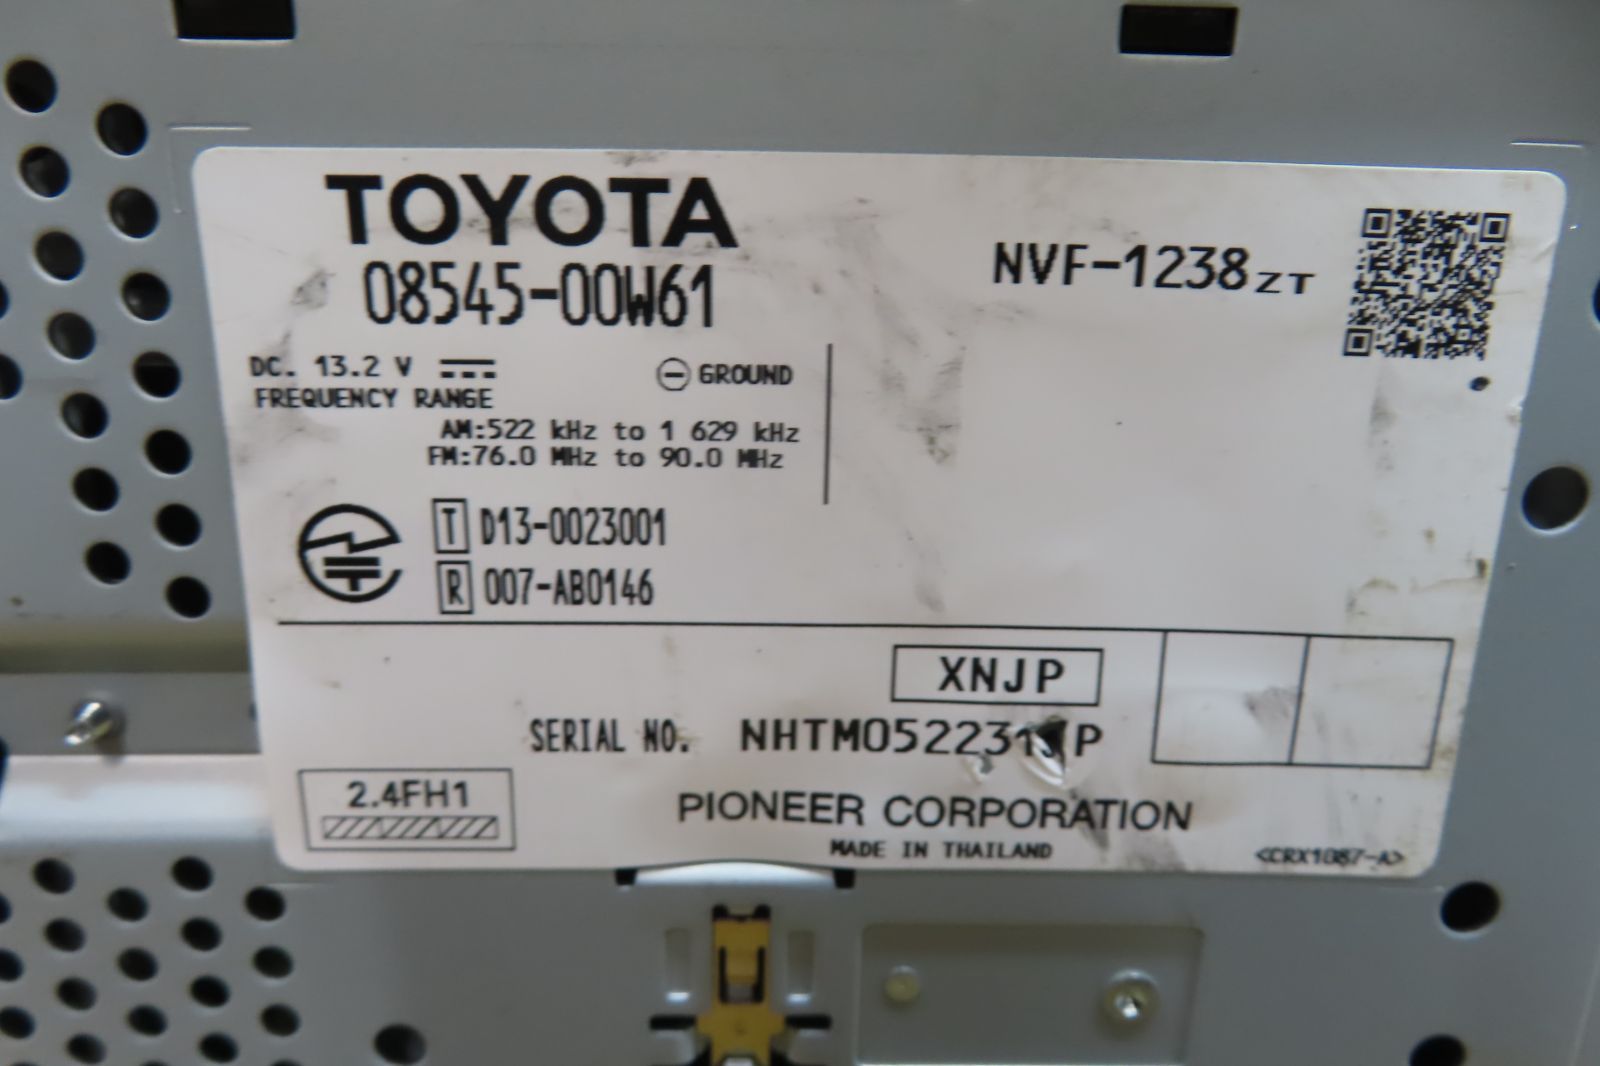 TOYOTA
08545-00W61
NVF-1238ZT
DC. 13.2 V
GROUND
FREQUENCY RANGE
AM:522 kHz to 1 629 kHz
FM:76.0 MHz to 90.0 MHz
T D13-0023001
R 007-AB0146
XNJP
SERIAL NO.
2.4FH1
PIONEER CORPORATION
MADE IN THAILAND
<CRX1087-A>